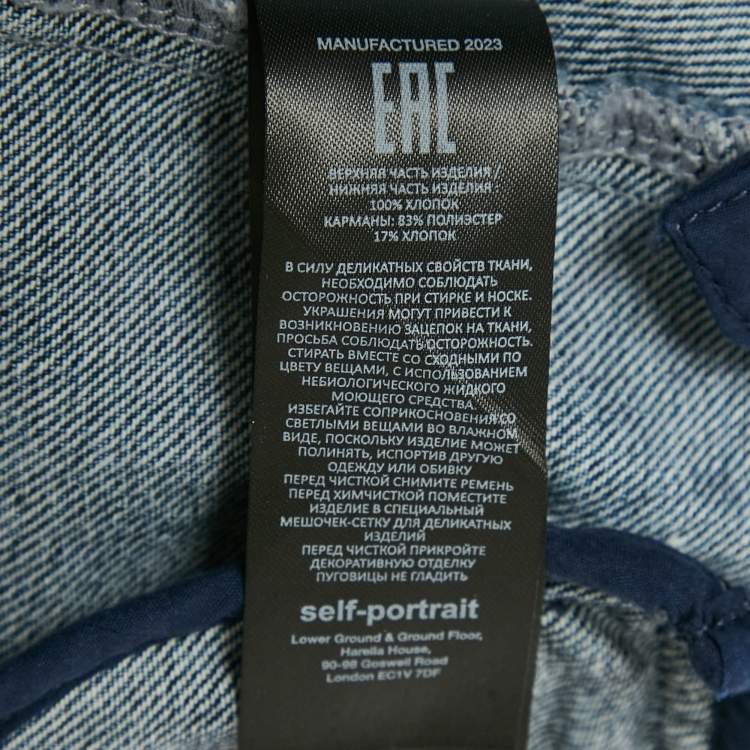 MANUFACTURED 2023
EAC
ВЕРХНЯЯ ЧАСТЬ ИЗДЕЛИЯ /
НИЖНЯЯ ЧАСТЬ ИЗДЕЛИЯ :
100% ХЛОПОК
КАРМАНЫ: 83% ПОЛИЭСТЕР
17% ХЛОПОК
В СИЛУ ДЕЛИКАТНЫХ СВОЙСТВ ТКАНИ,
НЕОБХОДИМО СОБЛЮДАТЬ
ОСТОРОЖНОСТЬ ПРИ СТИРКЕ И НОСКЕ.
УКРАШЕНИЯ МОГУТ ПРИВЕСТИ К
ВОЗНИКНОВЕНИЮ ЗАЦЕПОК НА ТКАНИ,
ПРОСЬБА СОБЛЮДАТЬ ОСТОРОЖНОСТЬ.
СТИРАТЬ ВМЕСТЕ СО СХОДНЫМИ ПО
ЦВЕТУ ВЕЩАМИ, С ИСПОЛЬЗОВАНИЕМ
НЕБИОЛОГИЧЕСКОГО ЖИДКОГО
МОЮЩЕГО СРЕДСТВА.
ИЗБЕГАЙТЕ СОПРИКОСНОВЕНИЯ СО
СВЕТЛЫМИ ВЕЩАМИ ВО ВЛАЖНОМ
ВИДЕ, ПОСКОЛЬКУ ИЗДЕЛИЕ МОЖЕТ
ПОЛИНЯТЬ, ИСПОРТИВ ДРУГУЮ
ОДЕЖДУ ИЛИ ОБИВКУ
ПЕРЕД ЧИСТКОЙ СНИМИТЕ РЕМЕНЬ
ПЕРЕД ХИМЧИСТКОЙ ПОМЕСТИТЕ
ИЗДЕЛИЕ В СПЕЦИАЛЬНЫЙ
МЕШОЧЕК-СЕТКУ ДЛЯ ДЕЛИКАТНЫХ
ИЗДЕЛИЙ
ПЕРЕД ЧИСТКОЙ ПРИКРОЙТЕ
ДЕКОРАТИВНУЮ ОТДЕЛКУ
ПУГОВИЦЫ НЕ ГЛАДИТЬ
self-portrait
Lower Ground & Ground Floor,
Harella House,
90-98 Goswell Road
London EC1V 7DF